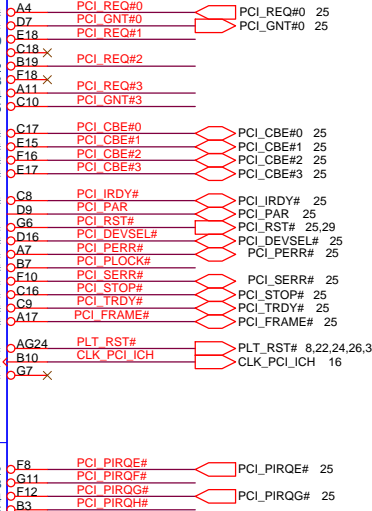 A4 PCI_REQ#0 PCI_REQ#0 25
D7 PCI_GNT#0 PCI_GNT#0 25
E18 PCI_REQ#1
C18
B19 PCI_REQ#2
F18
A11 PCI_REQ#3
C10 PCI_GNT#3
C17 PCI_CBE#0 PCI_CBE#0 25
E15 PCI_CBE#1 PCI_CBE#1 25
F16 PCI_CBE#2 PCI_CBE#2 25
E17 PCI_CBE#3 PCI_CBE#3 25
C8 PCI_IRDY# PCI_IRDY# 25
D9 PCI_PAR PCI_PAR 25
G6 PCI_RST# PCI_RST# 25,29
D16 PCI_DEVSEL# PCI_DEVSEL# 25
A7 PCI_PERR# PCI_PERR# 25
B7 PCI_PLOCK#
F10 PCI_SERR# PCI_SERR# 25
C16 PCI_STOP# PCI_STOP# 25
C9 PCI_TRDY# PCI_TRDY# 25
A17 PCI_FRAME# PCI_FRAME# 25
AG24 PLT_RST# PLT_RST# 8,22,24,26,3
B10 CLK_PCI_ICH CLK_PCI_ICH 16
G7
F8 PCI_PIRQE# PCI_PIRQE# 25
G11 PCI_PIRQF#
F12 PCI_PIRQG# PCI_PIRQG# 25
B3 PCI_PIRQH#